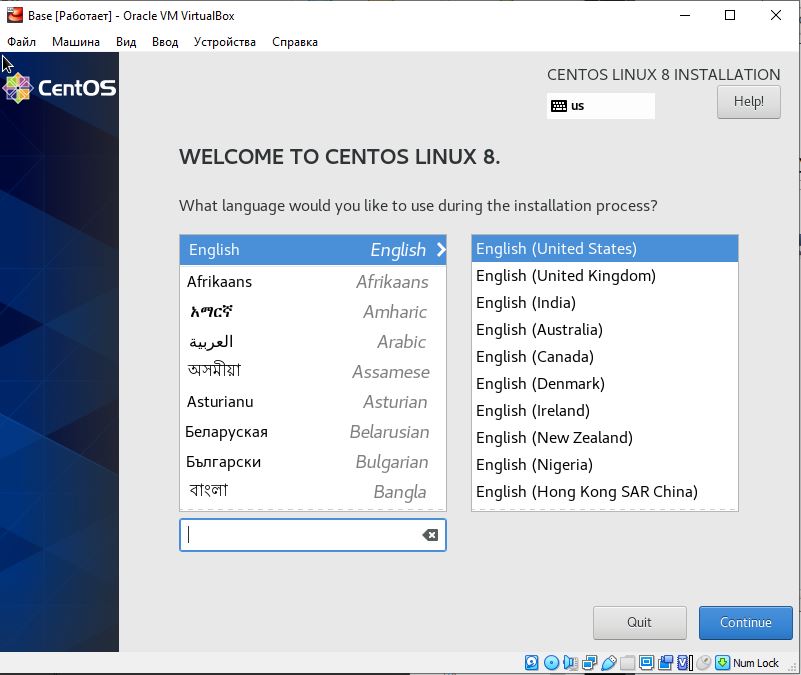 Base [Работает] - Oracle VM VirtualBox
Файл Машина Вид Ввод Устройства Справка
CentOS
CENTOS LINUX 8 INSTALLATION
us
Help!
WELCOME TO CENTOS LINUX 8.
What language would you like to use during the installation process?
English English
Afrikaans Afrikaans
አማርኛ Amharic
العربية Arabic
অসমীয়া Assamese
Asturianu Asturian
Беларуская Belarusian
Български Bulgarian
বাংলা Bangla
English (United States)
English (United Kingdom)
English (India)
English (Australia)
English (Canada)
English (Denmark)
English (Ireland)
English (New Zealand)
English (Nigeria)
English (Hong Kong SAR China)
Quit
Continue
Num Lock